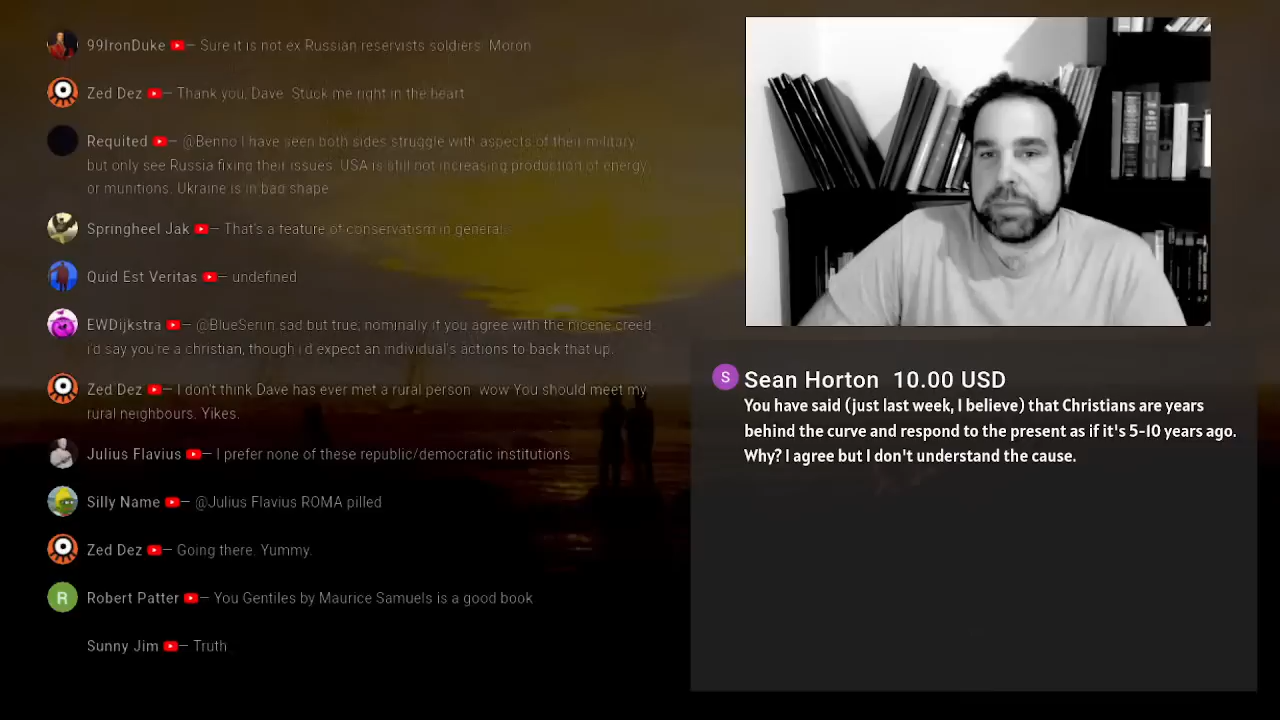 99IronDuke — Sure it is not ex Russian reservists soldiers. Moron
Zed Dez — Thank you, Dave. Stuck me right in the heart
Requited — @Benno I have seen both sides struggle with aspects of their military
but only see Russia fixing their issues. USA is still not increasing production of energy
or munitions. Ukraine is in bad shape.
Springheel Jak — That's a feature of conservatism in general.
Quid Est Veritas — undefined
EWDijkstra — @BlueSeriin sad but true; nominally if you agree with the nicene creed
i'd say you're a christian, though i'd expect an individual's actions to back that up.
Zed Dez — I don't think Dave has ever met a rural person wow You should meet my
rural neighbours. Yikes.
Julius Flavius — I prefer none of these republic/democratic institutions.
Silly Name — @Julius Flavius ROMA pilled
Zed Dez — Going there. Yummy.
R Robert Patter — You Gentiles by Maurice Samuels is a good book
Sunny Jim — Truth
S Sean Horton 10.00 USD
You have said (just last week, I believe) that Christians are years
behind the curve and respond to the present as if it's 5-10 years ago.
Why? I agree but I don't understand the cause.